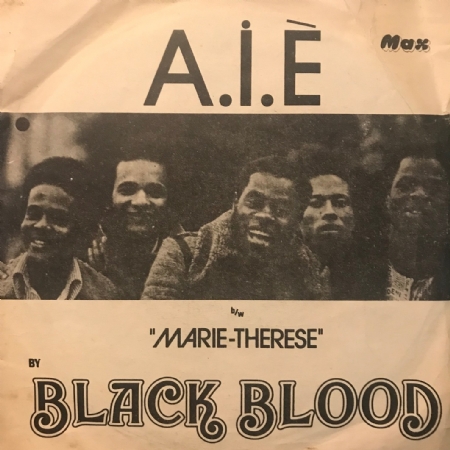 A.İ.È
Max
b/w
"MARIE-THERESE"
BY
BLACK BLOOD